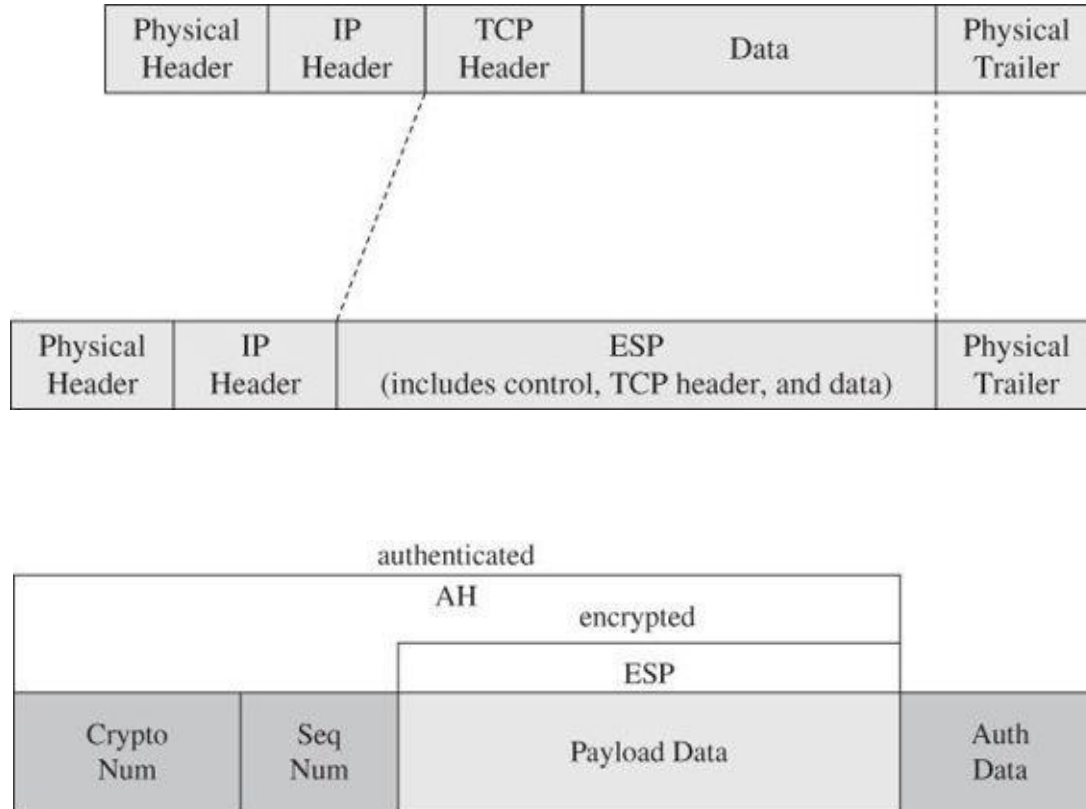 Physical Header
IP Header
TCP Header
Data
Physical Trailer
Physical Header
IP Header
ESP
(includes control, TCP header, and data)
Physical Trailer
authenticated
AH
encrypted
ESP
Crypto Num
Seq Num
Payload Data
Auth Data